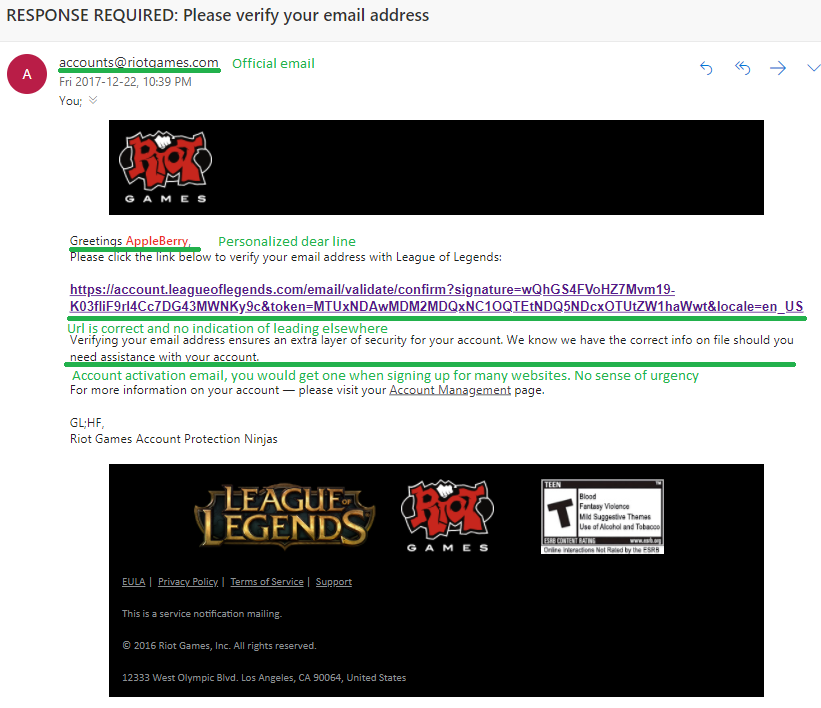 RESPONSE REQUIRED: Please verify your email address
A
accounts@riotgames.com Official email
Fri 2017-12-22, 10:39 PM
You;
RIOT
GAMES
Greetings AppleBerry, Personalized dear line
Please click the link below to verify your email address with League of Legends:
https://account.leagueoflegends.com/email/validate/confirm?signature=wQhGS4FVoHZ7Mvm19-
K03fIiF9rI4Cc7DG43MWNKy9c&token=MTUxNDAwMDM2MDQxNC1OQTEtNDQ5NDcxOTUtZW1haWwt&locale=en_US
Url is correct and no indication of leading elsewhere
Verifying your email address ensures an extra layer of security for your account. We know we have the correct info on file should you
need assistance with your account.
Account activation email, you would get one when signing up for many websites. No sense of urgency
For more information on your account — please visit your Account Management page.
GL;HF,
Riot Games Account Protection Ninjas
LEAGUE OF
LEGENDS
RIOT
GAMES
TEEN
T
Blood
Fantasy Violence
Mild Suggestive Themes
Use of Alcohol and Tobacco
ESRB CONTENT RATING www.esrb.org
Online Interactions Not Rated by the ESRB
EULA | Privacy Policy | Terms of Service | Support
This is a service notification mailing.
© 2016 Riot Games, Inc. All rights reserved.
12333 West Olympic Blvd. Los Angeles, CA 90064, United States